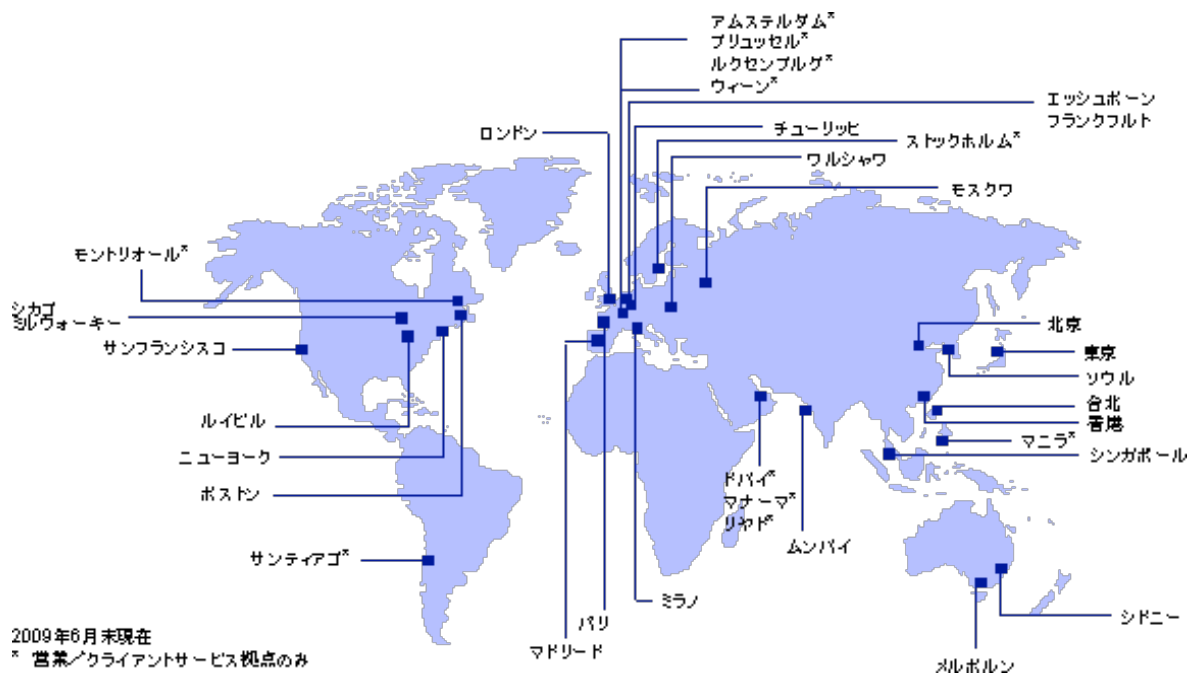 アムステルダム*
ブリュッセル*
ルクセンブルグ*
ウィーン*
エッシュボーン
フランクフルト
ロンドン
チューリッヒ
ストックホルム*
ワルシャワ
モスクワ
モントリオール*
シカゴ
ミルウォーキー
サンフランシスコ
北京
東京
ソウル
ルイビル
台北
香港
マニラ*
ニューヨーク
シンガポール
ボストン
ドバイ*
マナーマ*
リヤド*
ムンバイ
サンティアゴ*
ミラノ
パリ
マドリード
シドニー
メルボルン
2009年6月末現在
* 営業/クライアントサービス拠点のみ